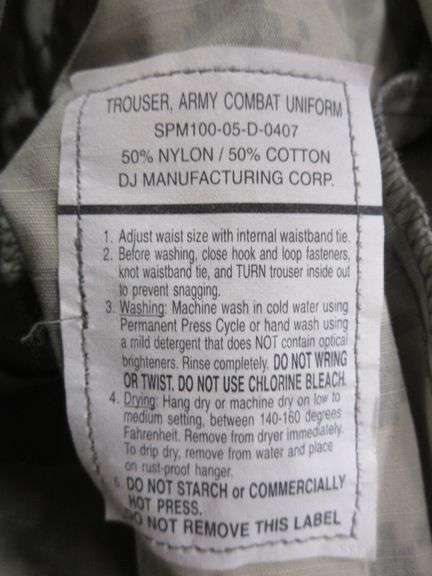 TROUSER, ARMY COMBAT UNIFORM
SPM100-05-D-0407
50% NYLON / 50% COTTON
DJ MANUFACTURING CORP.
1. Adjust waist size with internal waistband tie.
2. Before washing, close hook and loop fasteners,
knot waistband tie, and TURN trouser inside out
to prevent snagging.
3. Washing: Machine wash in cold water using
Permanent Press Cycle or hand wash using
a mild detergent that does NOT contain optical
brighteners. Rinse completely. DO NOT WRING
OR TWIST. DO NOT USE CHLORINE BLEACH.
4. Drying: Hang dry or machine dry on low to
medium setting, between 140-160 degrees
Fahrenheit. Remove from dryer immediately.
To drip dry, remove from water and place
on rust-proof hanger.
DO NOT STARCH or COMMERCIALLY
HOT PRESS.
DO NOT REMOVE THIS LABEL